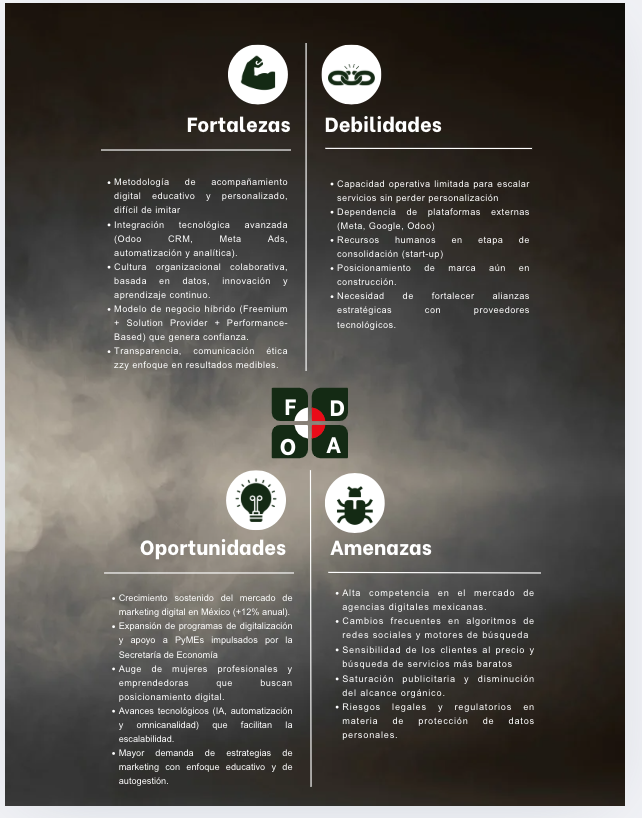 Fortalezas
• Metodología de acompañamiento
digital educativo y personalizado,
difícil de imitar
• Integración tecnológica avanzada
(Odoo CRM, Meta Ads,
automatización y analítica).
• Cultura organizacional colaborativa,
basada en datos, innovación y
aprendizaje continuo.
• Modelo de negocio híbrido (Freemium
+ Solution Provider + Performance-
Based) que genera confianza.
• Transparencia, comunicación ética
zzy enfoque en resultados medibles.
Debilidades
• Capacidad operativa limitada para escalar
servicios sin perder personalización
• Dependencia de plataformas externas
(Meta, Google, Odoo)
• Recursos humanos en etapa de
consolidación (start-up)
• Posicionamiento de marca aún en
construcción.
• Necesidad de fortalecer alianzas
estratégicas con proveedores
tecnológicos.
F D
O A
Oportunidades
• Crecimiento sostenido del mercado de
marketing digital en México (+12% anual).
• Expansión de programas de digitalización
y apoyo a PyMEs impulsados por la
Secretaría de Economía
• Auge de mujeres profesionales y
emprendedoras que buscan
posicionamiento digital.
• Avances tecnológicos (IA, automatización
y omnicanalidad) que facilitan la
escalabilidad.
• Mayor demanda de estrategias de
marketing con enfoque educativo y de
autogestión.
Amenazas
• Alta competencia en el mercado de
agencias digitales mexicanas.
• Cambios frecuentes en algoritmos de
redes sociales y motores de búsqueda
• Sensibilidad de los clientes al precio y
búsqueda de servicios más baratos
• Saturación publicitaria y disminución
del alcance orgánico.
• Riesgos legales y regulatorios en
materia de protección de datos
personales.